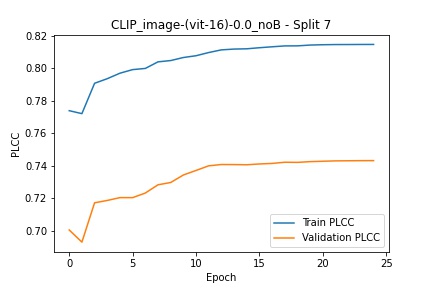 CLIP_image-(vit-16)-0.0_noB - Split 7
0.82
0.80
0.78
0.76
0.74
0.72
0.70
PLCC
0 5 10 15 20 25
Epoch
Train PLCC
Validation PLCC